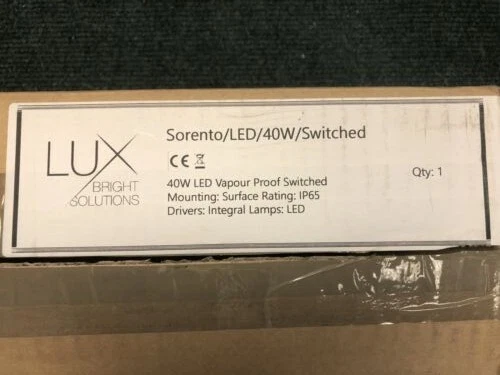 LUX
BRIGHT
SOLUTIONS
Sorento/LED/40W/Switched
CE
40W LED Vapour Proof Switched
Mounting: Surface Rating: IP65
Drivers: Integral Lamps: LED
Qty: 1